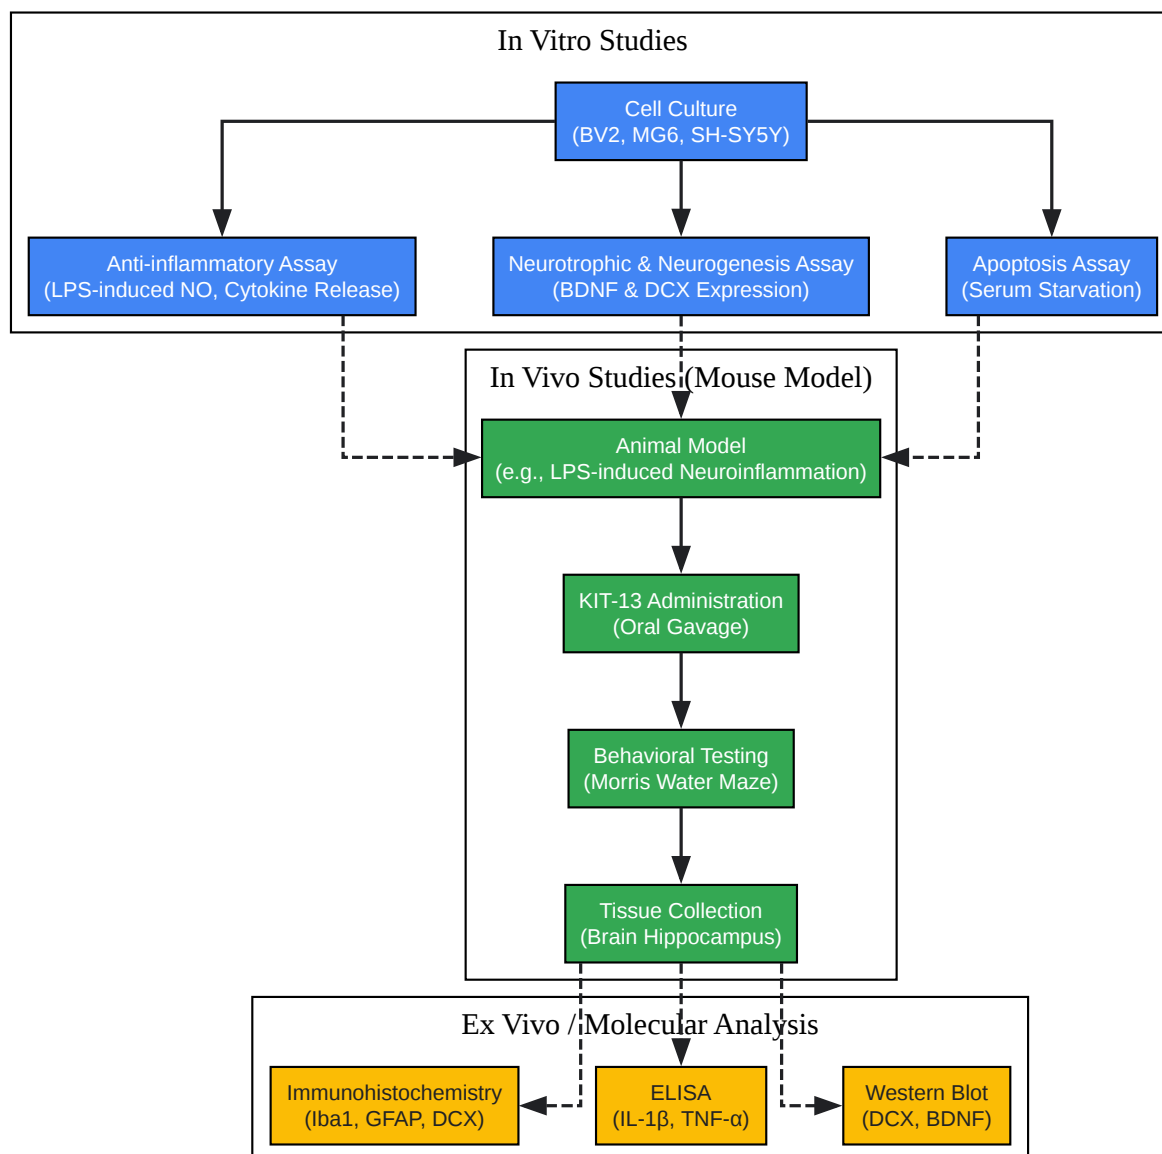 In Vitro Studies
Cell Culture
(BV2, MG6, SH-SY5Y)
Anti-inflammatory Assay
(LPS-induced NO, Cytokine Release)
Neurotrophic & Neurogenesis Assay
(BDNF & DCX Expression)
Apoptosis Assay
(Serum Starvation)
In Vivo Studies (Mouse Model)
Animal Model
(e.g., LPS-induced Neuroinflammation)
KIT-13 Administration
(Oral Gavage)
Behavioral Testing
(Morris Water Maze)
Tissue Collection
(Brain Hippocampus)
Ex Vivo / Molecular Analysis
Immunohistochemistry
(Iba1, GFAP, DCX)
ELISA
(IL-1β, TNF-α)
Western Blot
(DCX, BDNF)